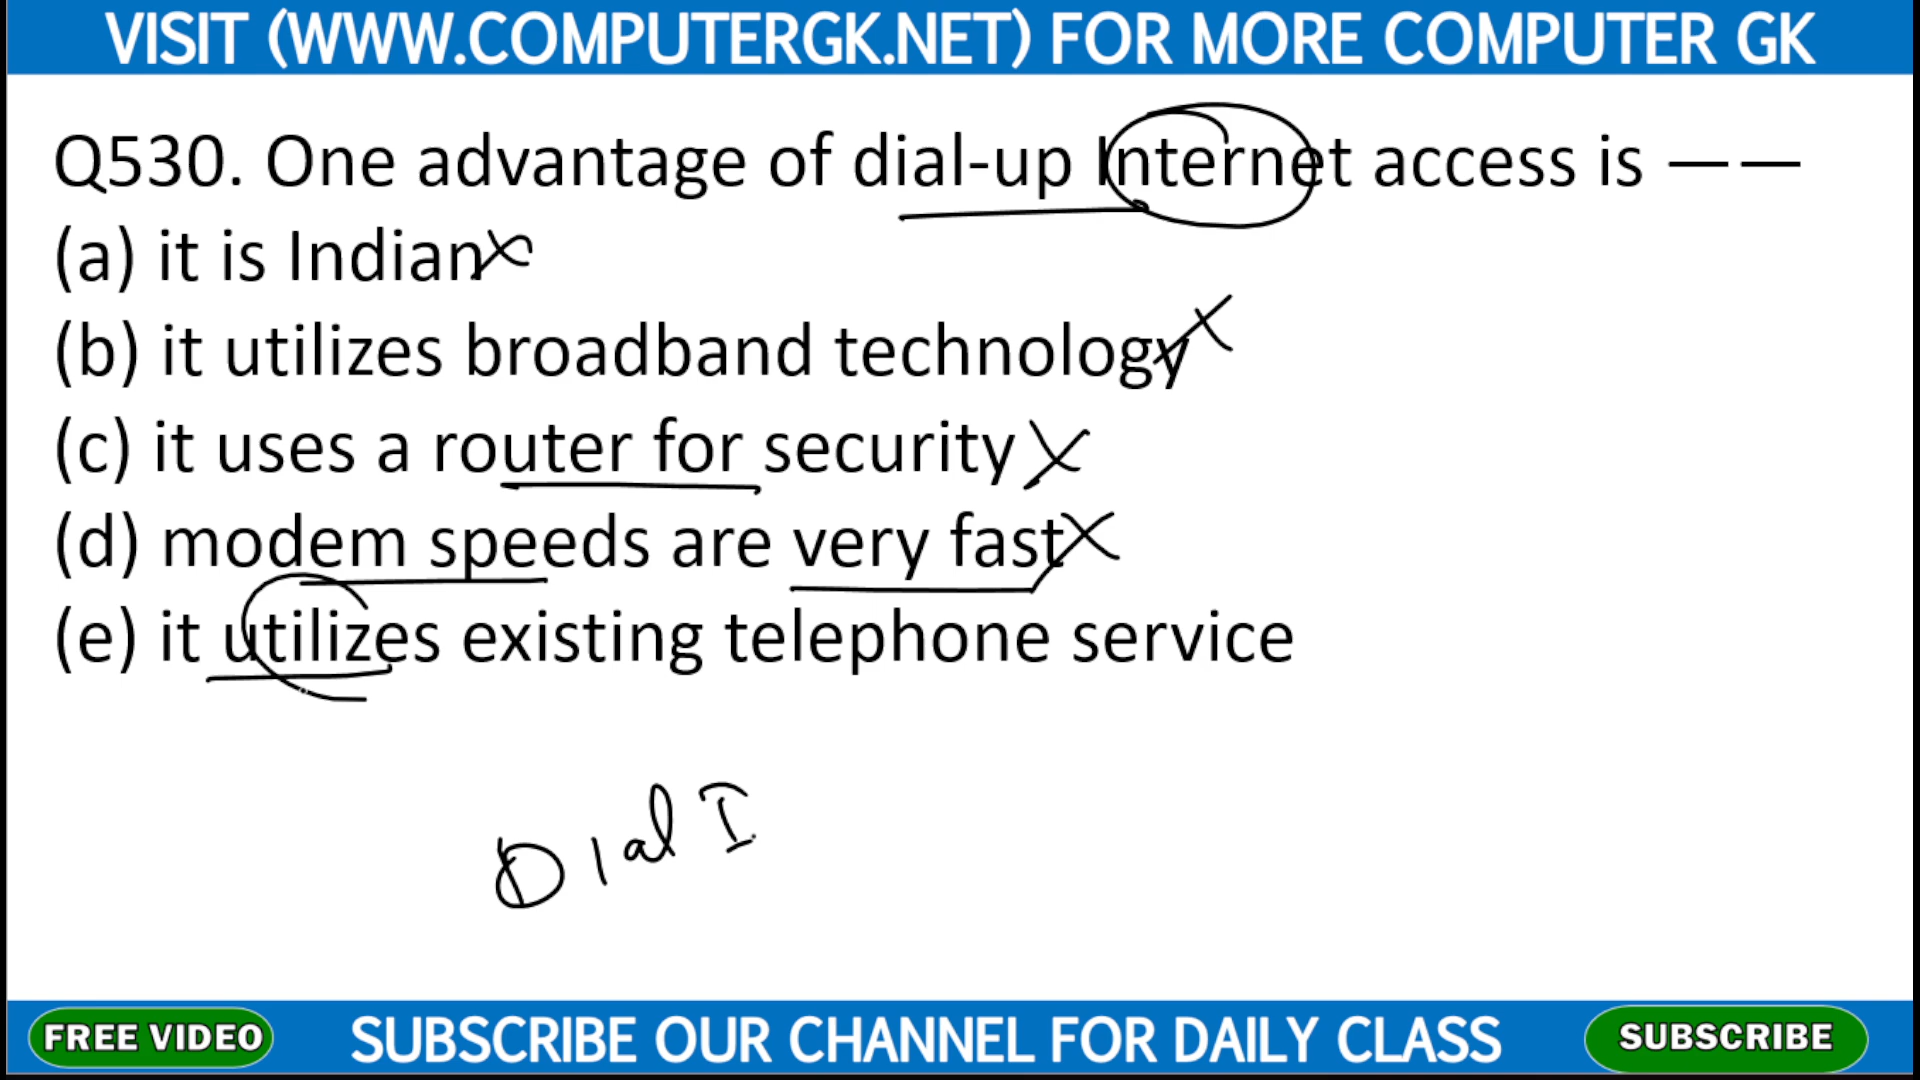 VISIT (WWW.COMPUTERGK.NET) FOR MORE COMPUTER GK
Q530. One advantage of dial-up Internet access is ——
(a) it is Indian
(b) it utilizes broadband technology
(c) it uses a router for security
(d) modem speeds are very fast
(e) it utilizes existing telephone service
Dial I
FREE VIDEO SUBSCRIBE OUR CHANNEL FOR DAILY CLASS SUBSCRIBE